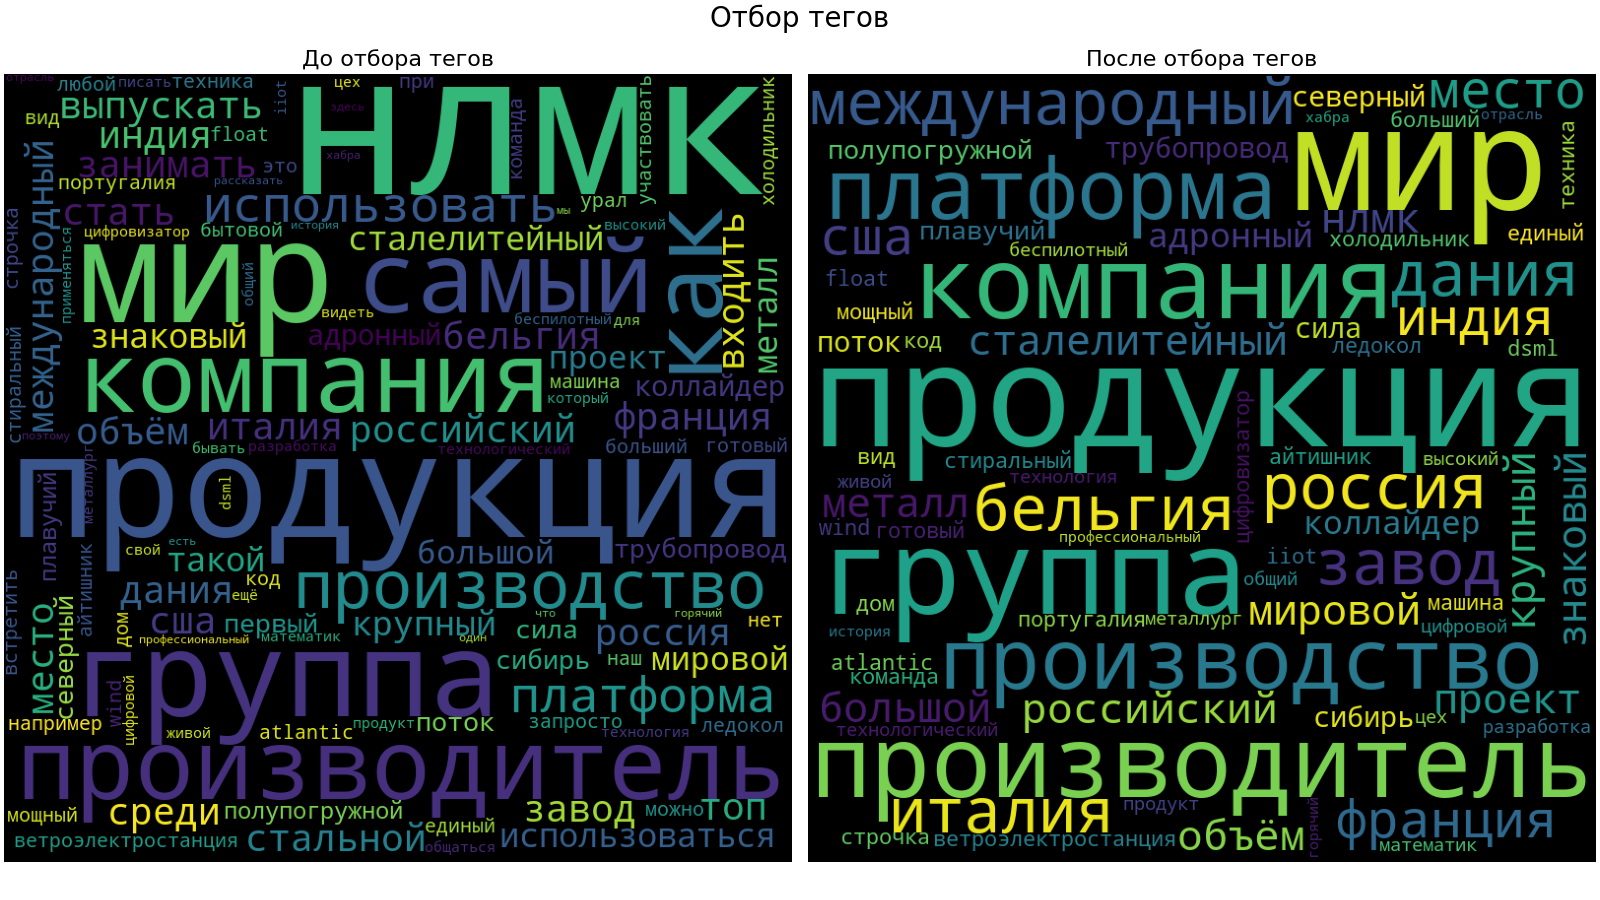 Отбор тегов
До отбора тегов
отрасль
любой
писать
техника
iiot
цех
при
здесь
вид
выпускать
индия
float
нлмк
хабра
команда
участвовать
холодильник
занимать
это
португалия
рассказать
международный
строчка
стать
использовать
мы
урал
цифровизатор
бытовой
история
высокий
сталелитейный
применяться
общий
мир
самый
как
входить
металл
видеть
беспилотный
для
знаковый
адронный
бельгия
проект
стиральный
компания
машина
который
коллайдер
франция
поэтому
объём
италия
российский
бывать
разработка
технологический
больший
готовый
металлург
плавучий
dsml
продукция
свой
есть
такой
большой
трубопровод
айтишник
встретить
дания
код
ещё
производство
место
северный
дом
сша
первый
крупный
что
сила
горячий
нет
профессиональный
математик
один
россия
группа
сибирь
наш
мировой
wind
цифровой
платформа
например
живой
atlantic
продукт
поток
запросто
технология
ледокол
производитель
мощный
среди
полупогружной
завод
можно
топ
ветроэлектростанция
стальной
единый
общаться
использоваться
После отбора тегов
международный
северный
место
хабра
больший
отрасль
полупогружной
трубопровод
мир
техника
платформа
нлмк
сша
плавучий
адронный
холодильник
единый
беспилотный
float
компания
дания
мощный
индия
поток
код
сталелитейный
сила
ледокол
dsml
продукция
цифровизатор
вид
стиральный
айтишник
высокий
живой
технология
металл
бельгия
россия
крупный
знаковый
wind
готовый
профессиональный
коллайдер
группа
iiot
завод
общий
дом
португалия
металлург
мировой
машина
цифровой
история
atlantic
команда
производство
большой
российский
проект
сибирь
цех
технологический
разработка
производитель
италия
продукт
горячий
франция
строчка
ветроэлектростанция
объём
математик